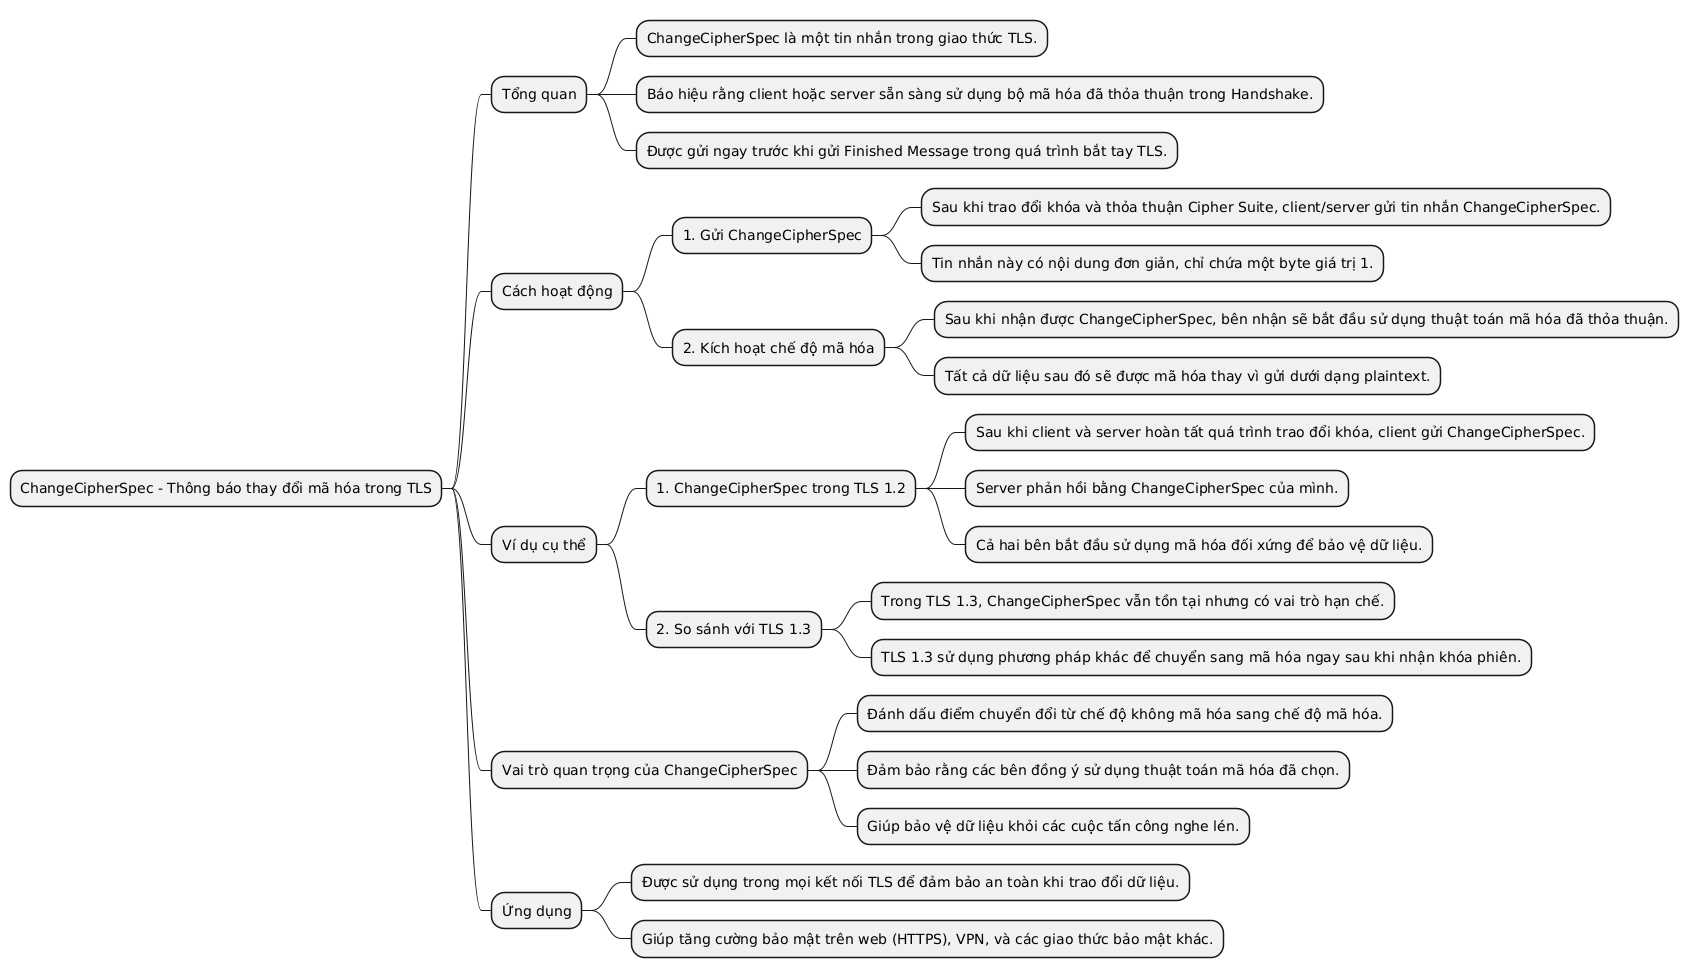 ChangeCipherSpec - Thông báo thay đổi mã hóa trong TLS
Tổng quan
ChangeCipherSpec là một tin nhắn trong giao thức TLS.
Báo hiệu rằng client hoặc server sẵn sàng sử dụng bộ mã hóa đã thỏa thuận trong Handshake.
Được gửi ngay trước khi gửi Finished Message trong quá trình bắt tay TLS.
Cách hoạt động
1. Gửi ChangeCipherSpec
Sau khi trao đổi khóa và thỏa thuận Cipher Suite, client/server gửi tin nhắn ChangeCipherSpec.
Tin nhắn này có nội dung đơn giản, chỉ chứa một byte giá trị 1.
2. Kích hoạt chế độ mã hóa
Sau khi nhận được ChangeCipherSpec, bên nhận sẽ bắt đầu sử dụng thuật toán mã hóa đã thỏa thuận.
Tất cả dữ liệu sau đó sẽ được mã hóa thay vì gửi dưới dạng plaintext.
Ví dụ cụ thể
1. ChangeCipherSpec trong TLS 1.2
Sau khi client và server hoàn tất quá trình trao đổi khóa, client gửi ChangeCipherSpec.
Server phản hồi bằng ChangeCipherSpec của mình.
Cả hai bên bắt đầu sử dụng mã hóa đối xứng để bảo vệ dữ liệu.
2. So sánh với TLS 1.3
Trong TLS 1.3, ChangeCipherSpec vẫn tồn tại nhưng có vai trò hạn chế.
TLS 1.3 sử dụng phương pháp khác để chuyển sang mã hóa ngay sau khi nhận khóa phiên.
Vai trò quan trọng của ChangeCipherSpec
Đánh dấu điểm chuyển đổi từ chế độ không mã hóa sang chế độ mã hóa.
Đảm bảo rằng các bên đồng ý sử dụng thuật toán mã hóa đã chọn.
Giúp bảo vệ dữ liệu khỏi các cuộc tấn công nghe lén.
Ứng dụng
Được sử dụng trong mọi kết nối TLS để đảm bảo an toàn khi trao đổi dữ liệu.
Giúp tăng cường bảo mật trên web (HTTPS), VPN, và các giao thức bảo mật khác.